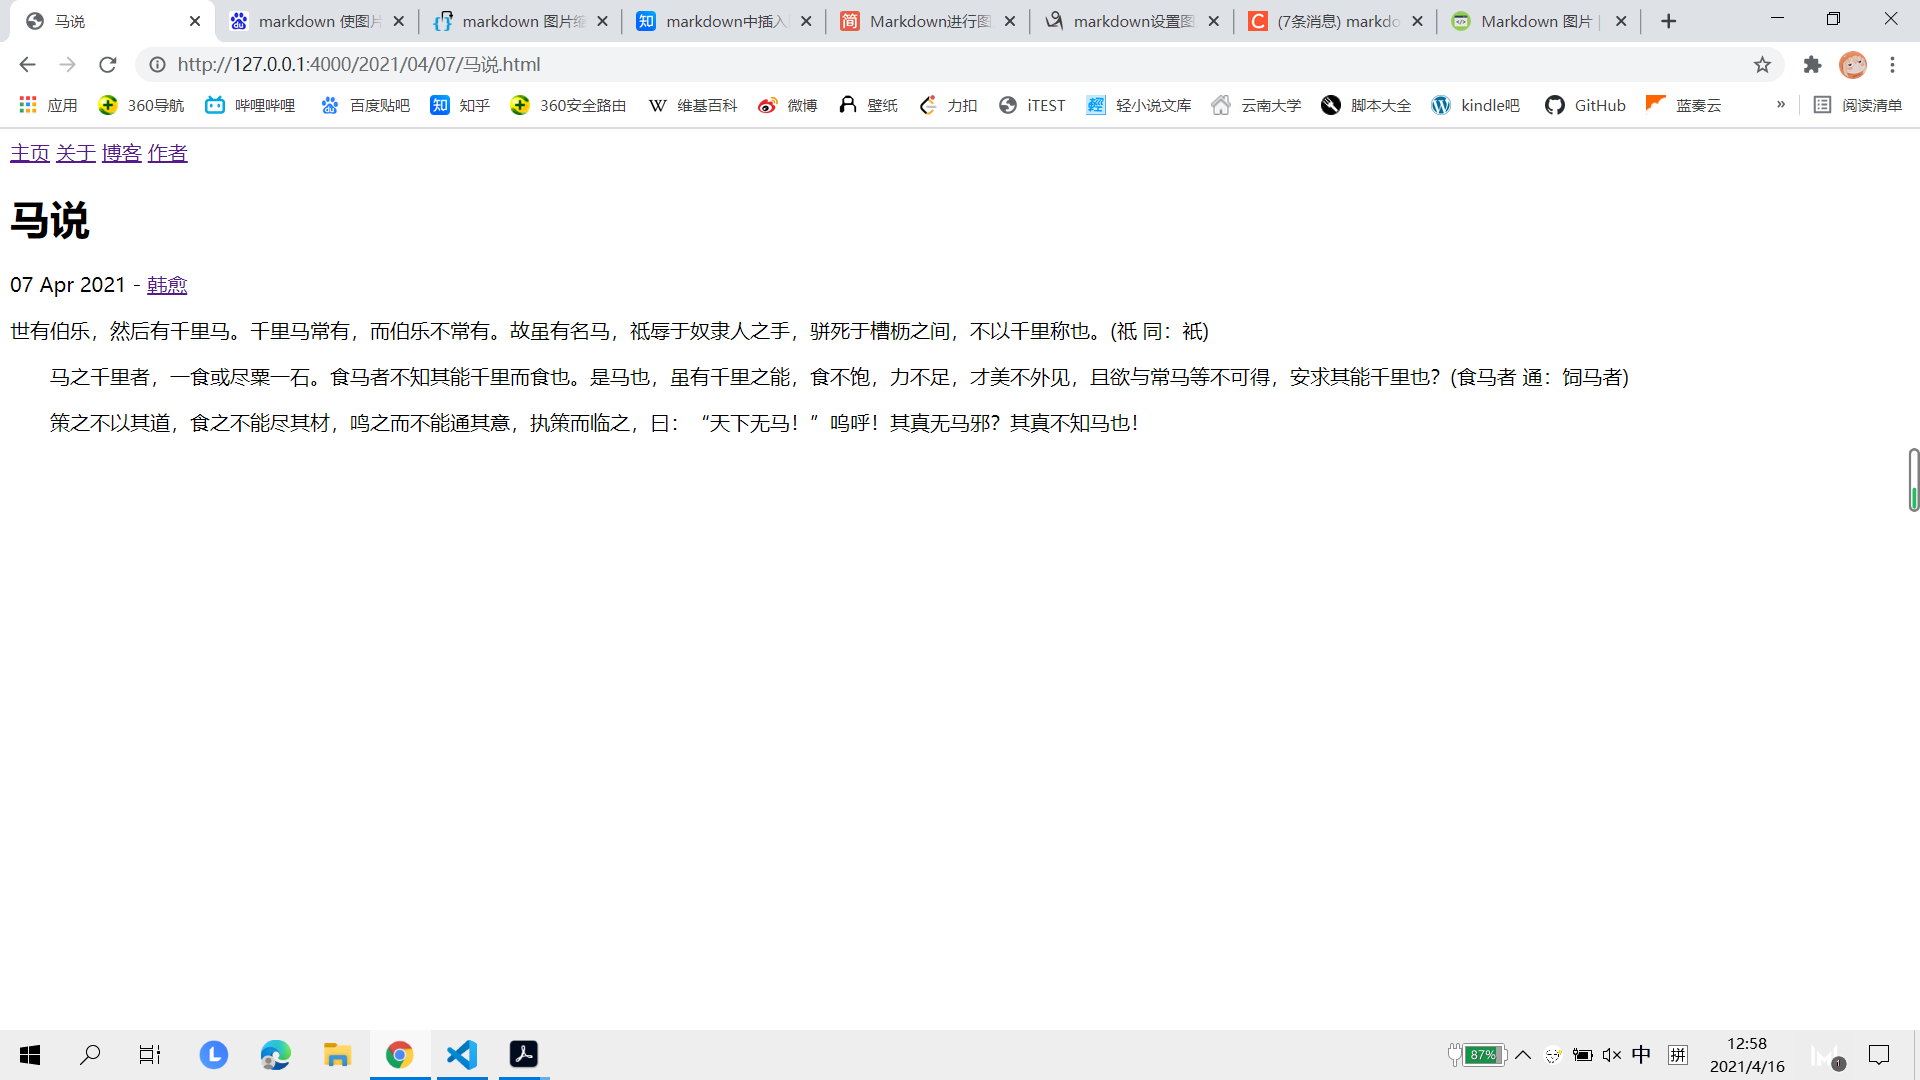 马说
markdown 使图片
markdown 图片缩
markdown中插入
Markdown进行图
markdown设置图
(7条消息) markdo
Markdown 图片 |
http://127.0.0.1:4000/2021/04/07/马说.html
应用 360导航 哔哩哔哩 百度贴吧 知乎 360安全路由 维基百科 微博 壁纸 力扣 iTEST 轻小说文库 云南大学 脚本大全 kindle吧 GitHub 蓝奏云 » 阅读清单
主页 关于 博客 作者
马说
07 Apr 2021 - 韩愈
世有伯乐，然后有千里马。千里马常有，而伯乐不常有。故虽有名马，祗辱于奴隶人之手，骈死于槽枥之间，不以千里称也。(祗 同：衹)
马之千里者，一食或尽粟一石。食马者不知其能千里而食也。是马也，虽有千里之能，食不饱，力不足，才美不外见，且欲与常马等不可得，安求其能千里也？(食马者 通：饲马者)
策之不以其道，食之不能尽其材，鸣之而不能通其意，执策而临之，曰：“天下无马！”呜呼！其真无马邪？其真不知马也！
87%
中
拼
12:58
2021/4/16
1